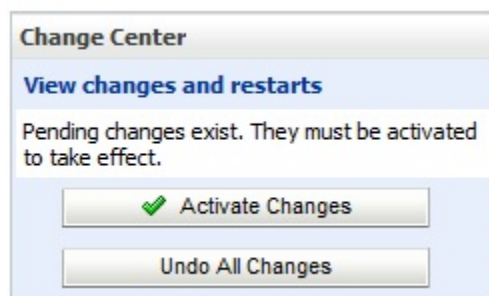 Change Center
View changes and restarts
Pending changes exist. They must be activated
to take effect.
Activate Changes
Undo All Changes